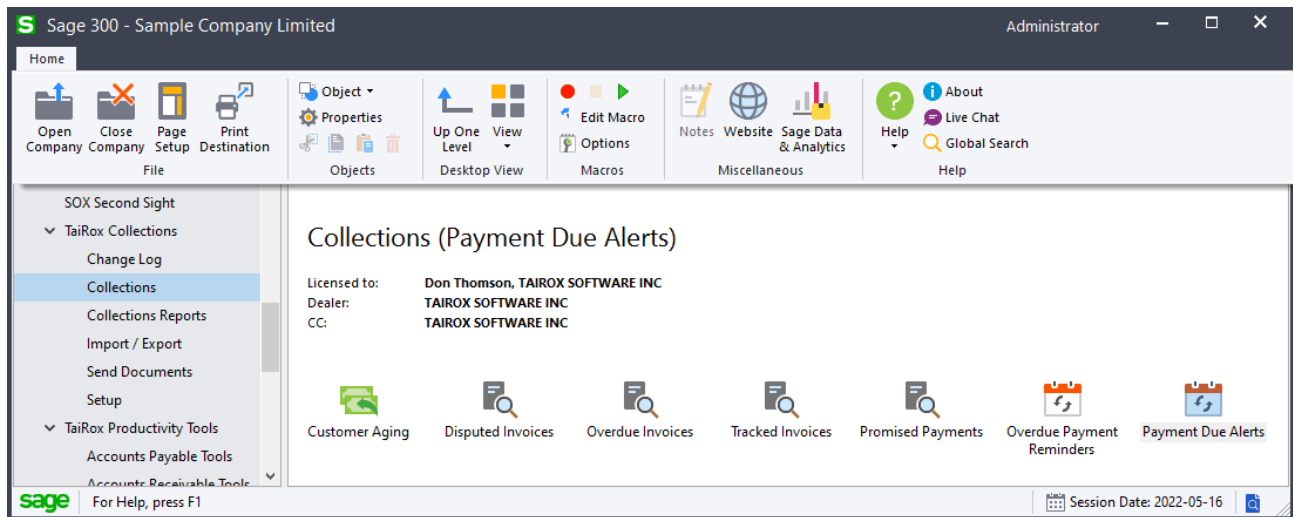 S Sage 300 - Sample Company Limited Administrator
Home
Open Company
Close Company
Page Setup
Print Destination
File
Object
Properties
Objects
Up One Level
View
Desktop View
Edit Macro
Options
Macros
Notes
Website
Sage Data & Analytics
Miscellaneous
? Help
i About
Live Chat
Global Search
Help
SOX Second Sight
TaiRox Collections
Change Log
Collections
Collections Reports
Import / Export
Send Documents
Setup
TaiRox Productivity Tools
Accounts Payable Tools
Accounts Receivable Tools
Collections (Payment Due Alerts)
Licensed to: Don Thomson, TAIROX SOFTWARE INC
Dealer: TAIROX SOFTWARE INC
CC: TAIROX SOFTWARE INC
Customer Aging
Disputed Invoices
Overdue Invoices
Tracked Invoices
Promised Payments
Overdue Payment
Reminders
Payment Due Alerts
sage For Help, press F1 Session Date: 2022-05-16